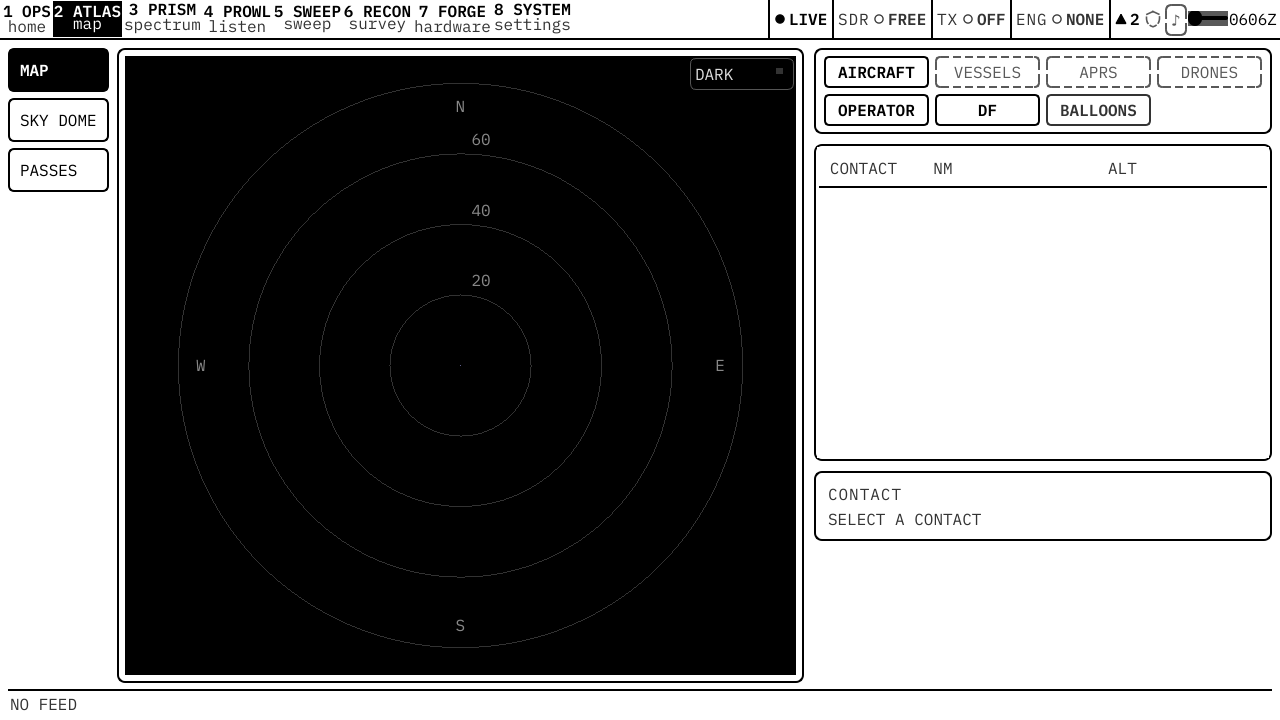 1 OPS 2 ATLAS 3 PRISM 4 PROWL 5 SWEEP 6 RECON 7 FORGE 8 SYSTEM
home map spectrum listen sweep survey hardware settings
LIVE SDR FREE TX OFF ENG NONE 2 ♪ 0606Z
MAP
SKY DOME
PASSES
DARK
N
60
40
20
W E
S
AIRCRAFT VESSELS APRS DRONES
OPERATOR DF BALLOONS
CONTACT NM ALT
CONTACT
SELECT A CONTACT
NO FEED